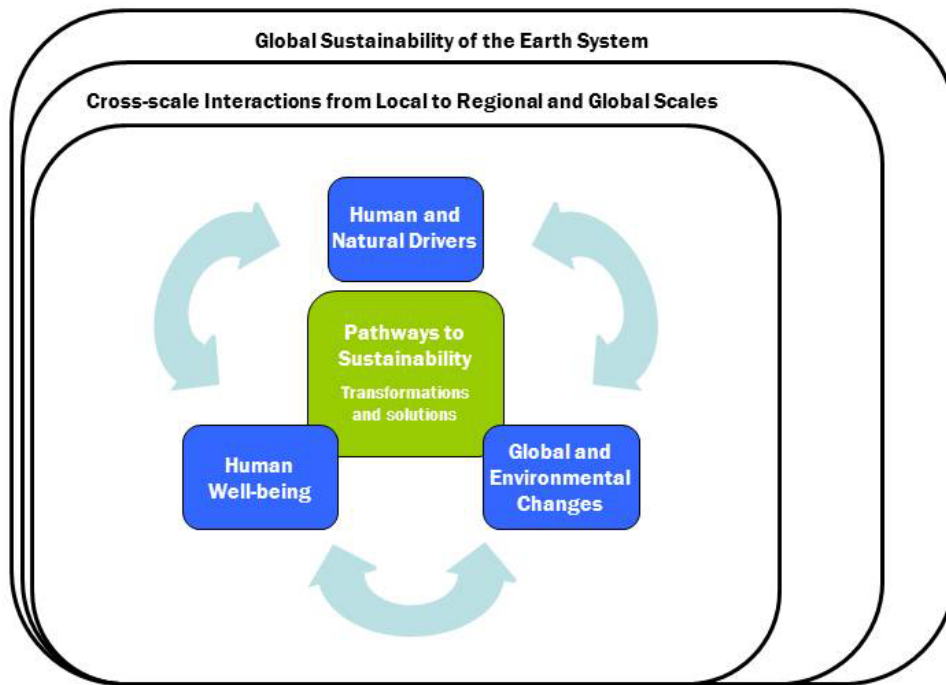 Global Sustainability of the Earth System
Cross-scale Interactions from Local to Regional and Global Scales
Human and
Natural Drivers
Pathways to
Sustainability
Transformations
and solutions
Human
Well-being
Global and
Environmental
Changes